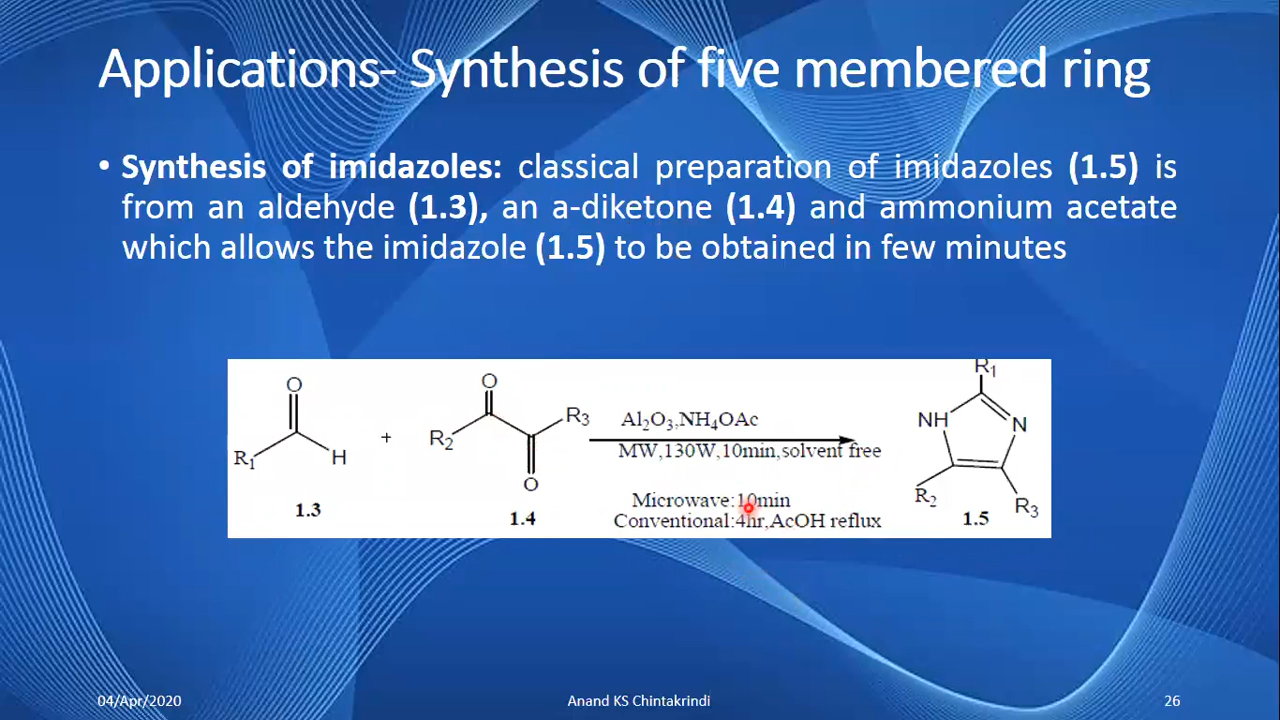 Applications- Synthesis of five membered ring
• Synthesis of imidazoles: classical preparation of imidazoles (1.5) is
from an aldehyde (1.3), an a-diketone (1.4) and ammonium acetate
which allows the imidazole (1.5) to be obtained in few minutes
O
R1
H
1.3
+
O
R2
R3
O
1.4
Al2O3,NH4OAc
MW,130W,10min,solvent free
Microwave:10min
Conventional:4hr,AcOH reflux
R1
NH
N
R2
R3
1.5
04/Apr/2020
Anand KS Chintakrindi
26